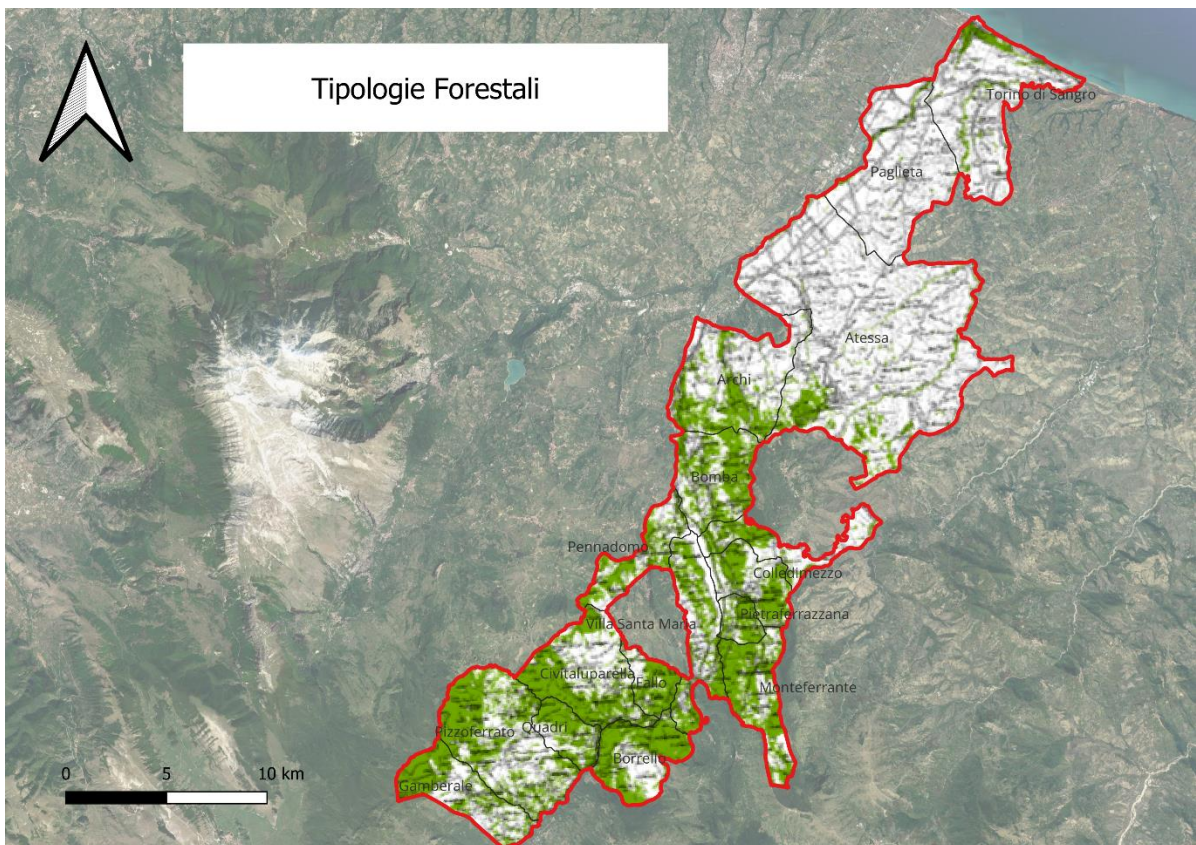 Tipologie Forestali
Torino di Sangro
Paglieta
Atessa
Archi
Bomba
Pennadomo
Colledimezzo
Pietraferrazzana
Villa Santa Maria
Civitaluparella
Fallo
Monteferrante
Quadri
Pizzoferrato
Borrello
Gamberale
0 5 10 km